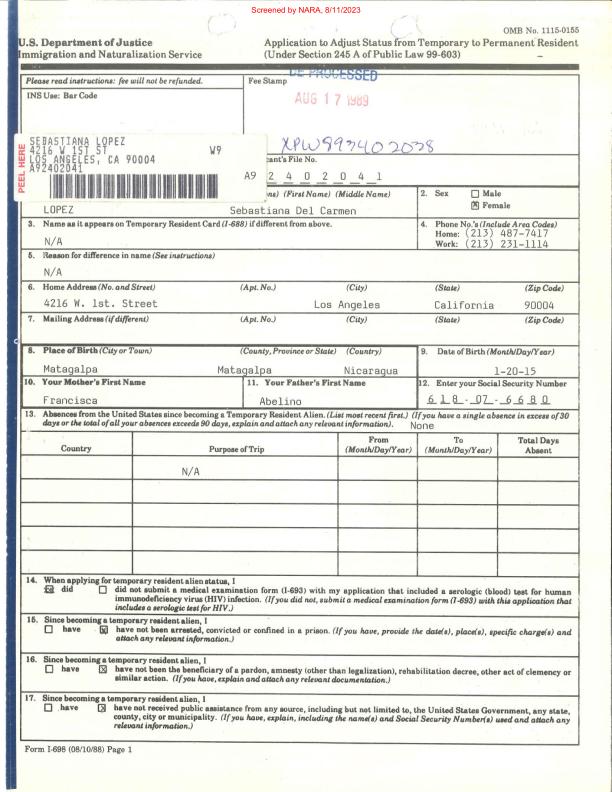 Screened by NARA, 8/11/2023
OMB No. 1115-0155
U.S. Department of Justice
Immigration and Naturalization Service
Application to Adjust Status from Temporary to Permanent Resident
(Under Section 245 A of Public Law 99-603)
Please read instructions: fee will not be refunded.
INS Use: Bar Code
Fee Stamp
BE PROCESSED
AUG 17 1989
XPW893402038
PEEL HERE
SEBASTIANA LOPEZ
4216 W 1ST ST W9
LOS ANGELES, CA 90004
A92402041
cant's File No.
A9 2 4 0 2 0 4 1
(First Name) (Middle Name)
LOPEZ Sebastiana Del Carmen
2. Sex Male
Female
3. Name as it appears on Temporary Resident Card (I-688) if different from above.
N/A
4. Phone No.'s (Include Area Codes)
Home: (213) 487-7417
Work: (213) 231-1114
5. Reason for difference in name (See instructions)
N/A
6. Home Address (No. and Street) (Apt. No.) (City) (State) (Zip Code)
4216 W. 1st. Street Los Angeles California 90004
7. Mailing Address (if different) (Apt. No.) (City) (State) (Zip Code)
8. Place of Birth (City or Town) (County, Province or State) (Country)
Matagalpa Matagalpa Nicaragua
9. Date of Birth (Month/Day/Year)
1-20-15
10. Your Mother's First Name
Francisca
11. Your Father's First Name
Abelino
12. Enter your Social Security Number
6 1 8 - 07 - 6 6 8 0
13. Absences from the United States since becoming a Temporary Resident Alien. (List most recent first.) (If you have a single absence in excess of 30
days or the total of all your absences exceeds 90 days, explain and attach any relevant information). None
Country Purpose of Trip From (Month/Day/Year) To (Month/Day/Year) Total Days Absent
N/A
14. When applying for temporary resident alien status, I
did did not submit a medical examination form (I-693) with my application that included a serologic (blood) test for human
immunodeficiency virus (HIV) infection. (If you did not, submit a medical examination form (I-693) with this application that
includes a serologic test for HIV.)
15. Since becoming a temporary resident alien, I
have have not been arrested, convicted or confined in a prison. (If you have, provide the date(s), place(s), specific charge(s) and
attach any relevant information.)
16. Since becoming a temporary resident alien, I
have have not been the beneficiary of a pardon, amnesty (other than legalization), rehabilitation decree, other act of clemency or
similar action. (If you have, explain and attach any relevant documentation.)
17. Since becoming a temporary resident alien, I
have have not received public assistance from any source, including but not limited to, the United States Government, any state,
county, city or municipality. (If you have, explain, including the name(s) and Social Security Number(s) used and attach any
relevant information.)
Form I-698 (08/10/88) Page 1